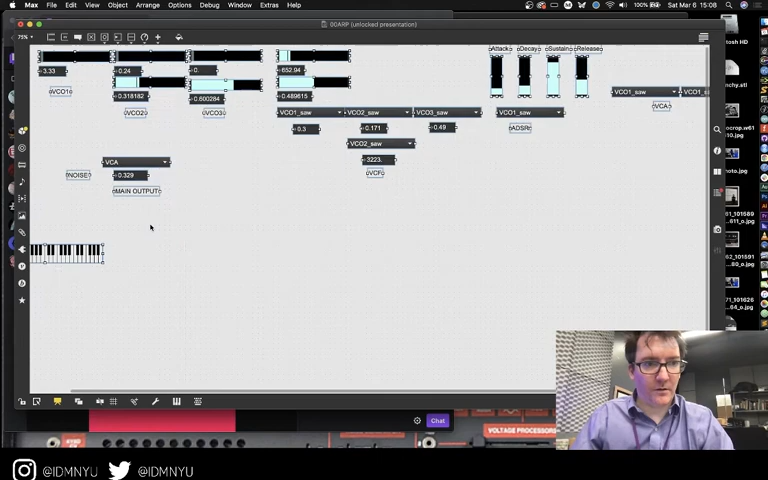 Max File Edit View Object Arrange Options Debug Extras Window Help 100% Sat Mar 6 15:08
00ARP (unlocked presentation)
75%
Attack Decay Sustain Release
3.33 0.24 0. 652.94
0.318182 0.600284 0.489615
VCO1 VCO2 VCO3
VCO1_saw VCO2_saw VCO3_saw VCO1_saw VCO1_saw
0.3 0.171 0.49
ADSR VCA
VCO2_saw
VCA
3223.
NOISE 0.329 VCF
MAIN OUTPUT
Chat
VOLTAGE PROCESSORS
@IDMNYU @IDMNYU